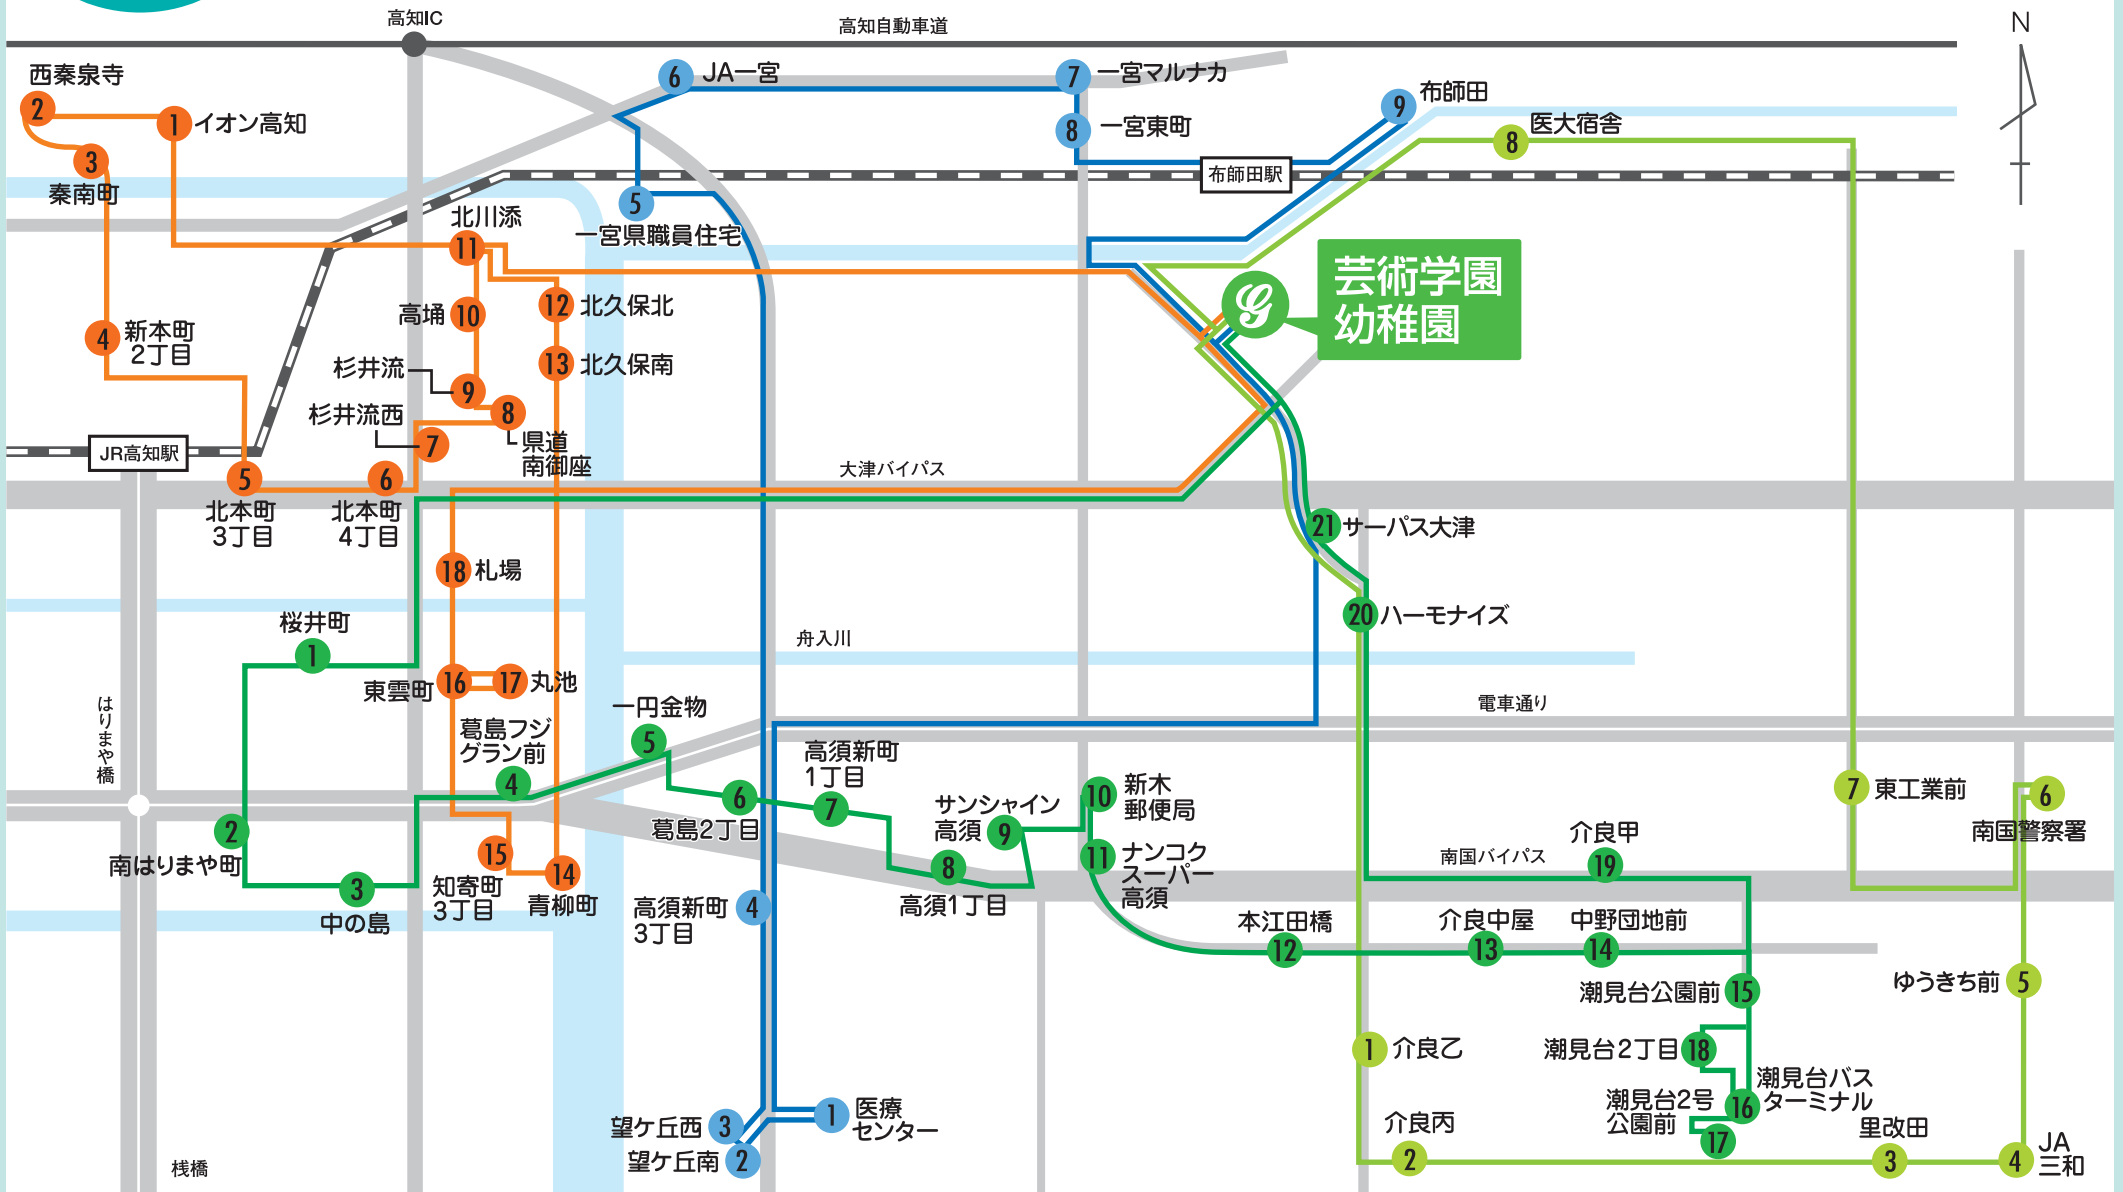 高知IC
高知自動車道
N
西秦泉寺
2
1
イオン高知
3
秦南町
6
JA一宮
7
一宮マルナカ
8
一宮東町
9
布師田
8
医大宿舎
布師田駅
5
一宮県職員住宅
北川添
11
高埇
10
12
北久保北
13
北久保南
4
新本町
2丁目
杉井流
9
杉井流西
8
7
県道
南御座
G
芸術学園
幼稚園
JR高知駅
5
北本町
3丁目
6
北本町
4丁目
大津バイパス
21
サーパス大津
18
札場
20
ハーモナイズ
桜井町
1
舟入川
東雲町
16
17
丸池
はりまや橋
葛島フジ
グラン前
4
一円金物
5
電車通り
高須新町
1丁目
7
6
葛島2丁目
サンシャイン
高須
9
10
新木
郵便局
11
ナンコク
スーパー
高須
8
高須1丁目
2
南はりまや町
3
中の島
15
知寄町
3丁目
14
青柳町
高須新町
3丁目
4
南国バイパス
介良甲
19
7
東工業前
6
南国警察署
本江田橋
12
介良中屋
13
中野団地前
14
潮見台公園前
15
ゆうきち前
5
1
介良乙
潮見台2丁目
18
潮見台バス
ターミナル
16
潮見台2号
公園前
17
介良丙
2
里改田
3
4
JA
三和
望ケ丘西
3
望ケ丘南
2
1
医療
センター
桟橋